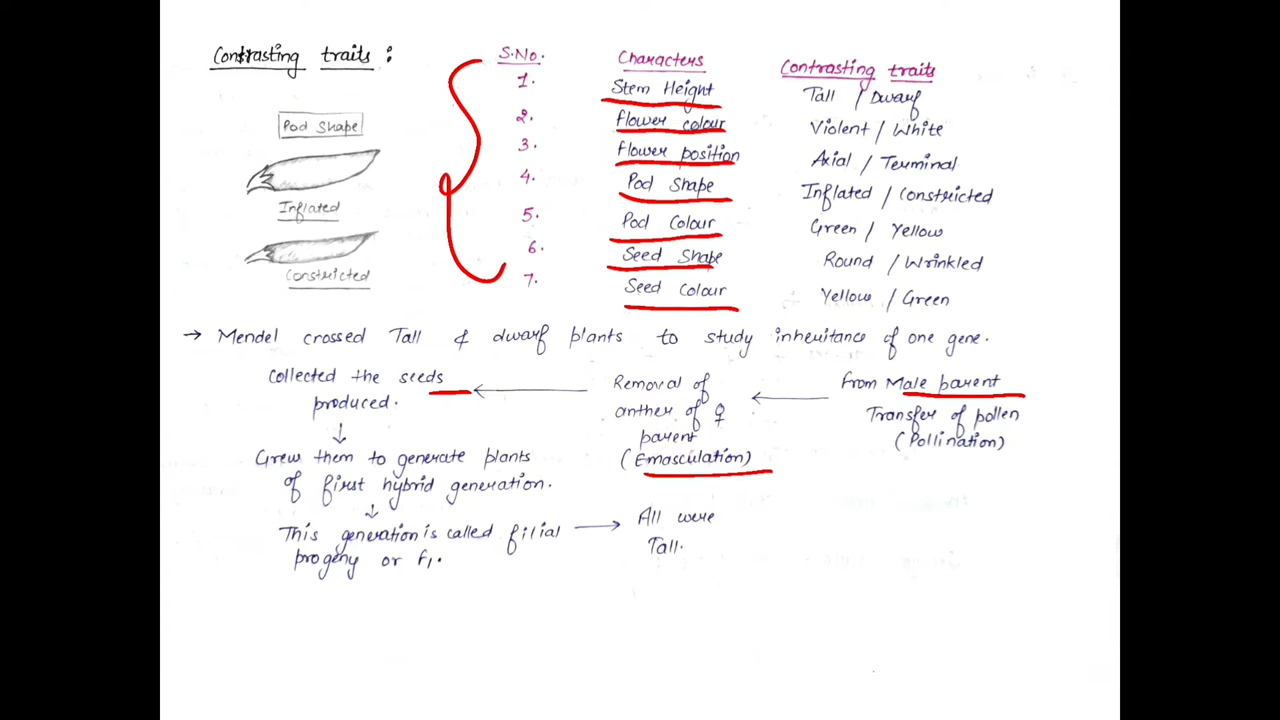 Contrasting traits :
Pod Shape
Inflated
Constricted
S.No. Characters Contrasting traits
1. Stem Height Tall / Dwarf
2. Flower colour Violent / White
3. Flower position Axial / Terminal
4. Pod Shape Inflated / Constricted
5. Pod Colour Green / Yellow
6. Seed Shape Round / Wrinkled
7. Seed Colour Yellow / Green
→ Mendel crossed Tall & dwarf plants to study inheritance of one gene.
From Male parent
Transfer of pollen
(Pollination)
Removal of
anther of ♀
parent
(Emasculation)
Collected the seeds
produced.
Grew them to generate plants
of first hybrid generation.
This generation is called filial
progeny or F1.
All were
Tall.